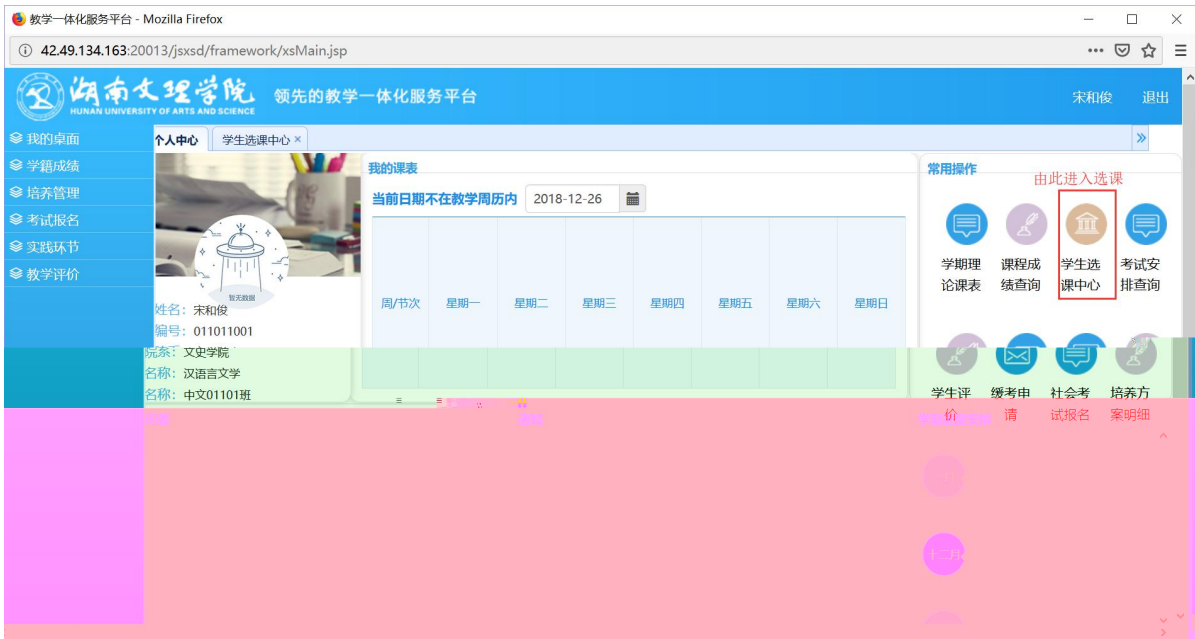 教学一体化服务平台 - Mozilla Firefox
42.49.134.163:20013/jsxsd/framework/xsMain.jsp
湖南文理学院
HUNAN UNIVERSITY OF ARTS AND SCIENCE
领先的教学一体化服务平台
宋和俊 退出
我的桌面
学籍成绩
培养管理
考试报名
实践环节
教学评价
个人中心 学生选课中心 ×
暂无数据
姓名：宋和俊
编号：011011001
院系：文史学院
名称：汉语言文学
名称：中文01101班
我的课表
当前日期不在教学周历内 2018-12-26
周/节次 星期一 星期二 星期三 星期四 星期五 星期六 星期日
常用操作
由此进入选课
学期理
论课表
课程成
绩查询
学生选
课中心
考试安
排查询
学生评
价
缓考申
请
社会考
试报名
培养方
案明细
十二月